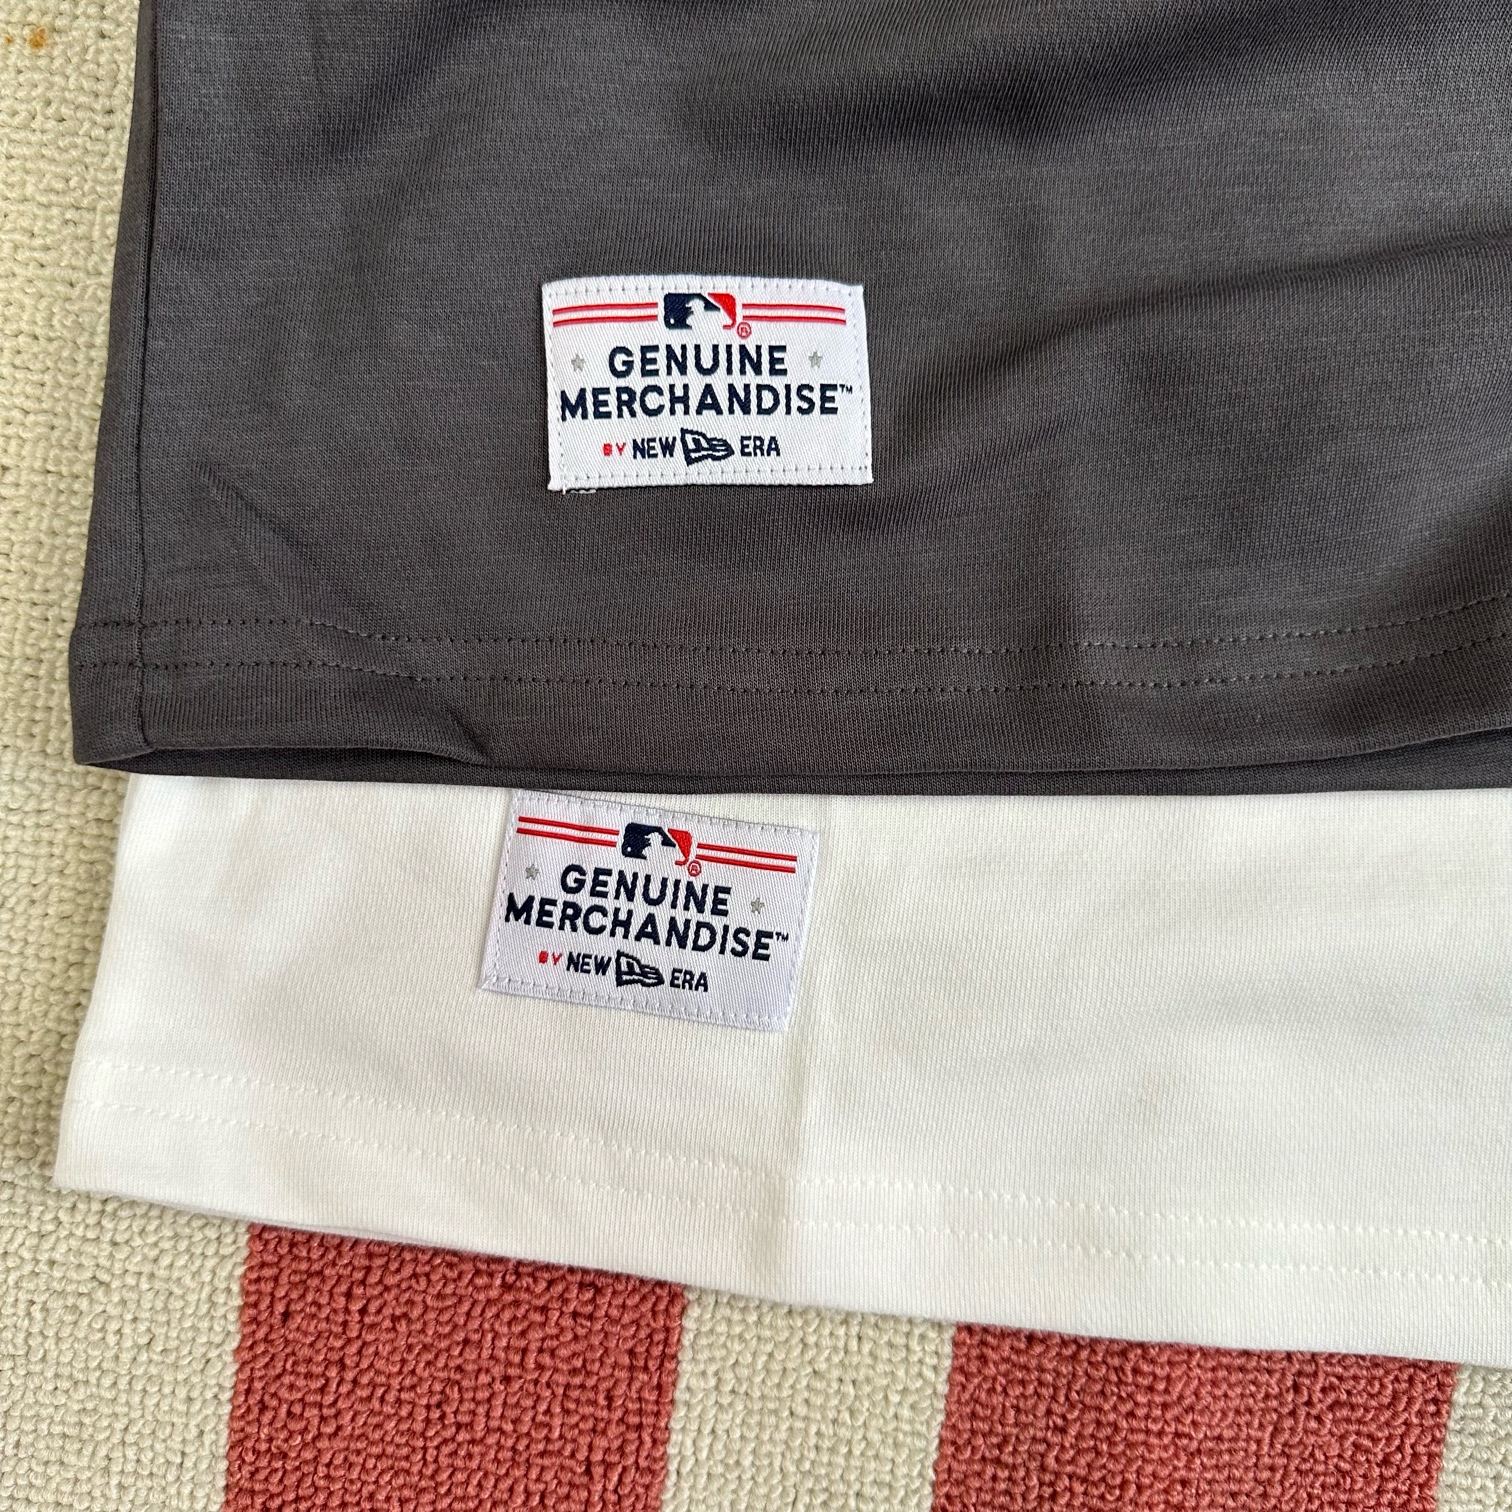 GENUINE
MERCHANDISE™
BY NEW ERA
GENUINE
MERCHANDISE™
BY NEW ERA